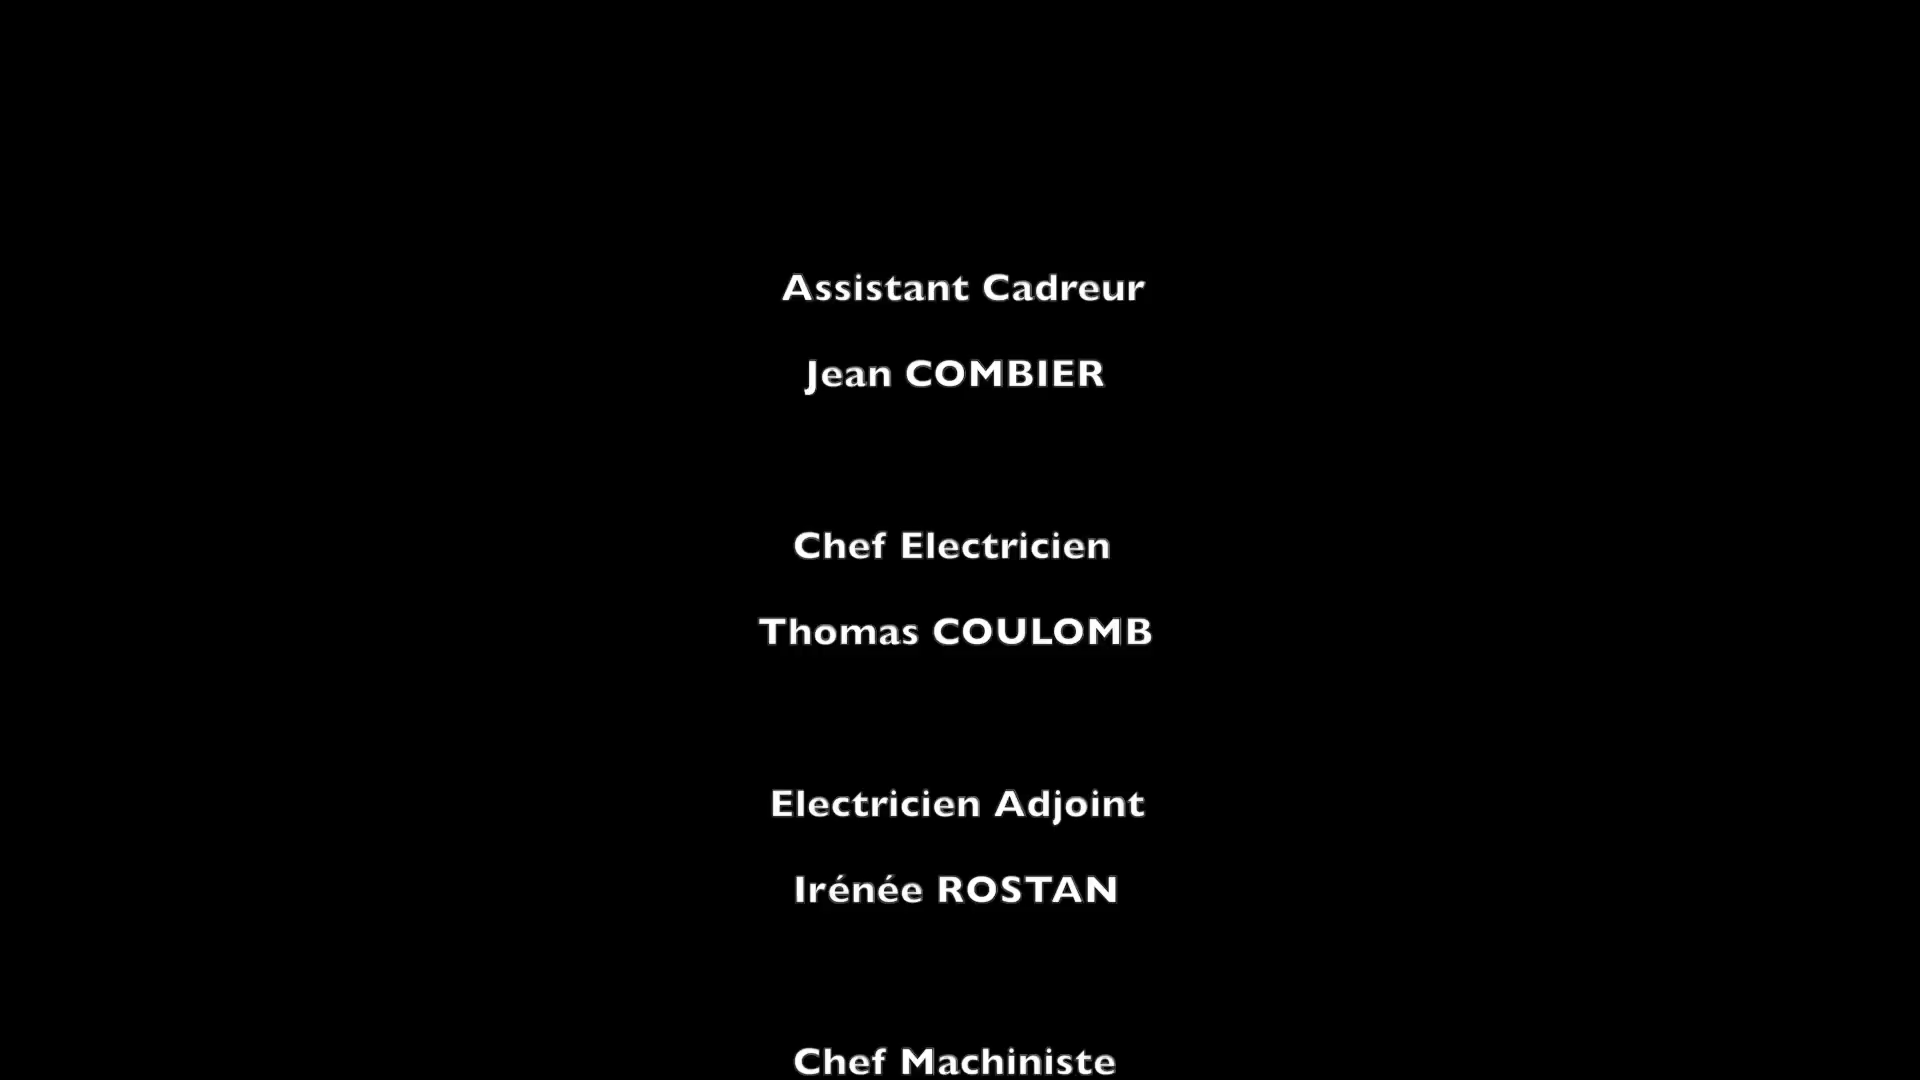 Assistant Cadreur
Jean COMBIER
Chef Electricien
Thomas COULOMB
Electricien Adjoint
Irénée ROSTAN
Chef Machiniste